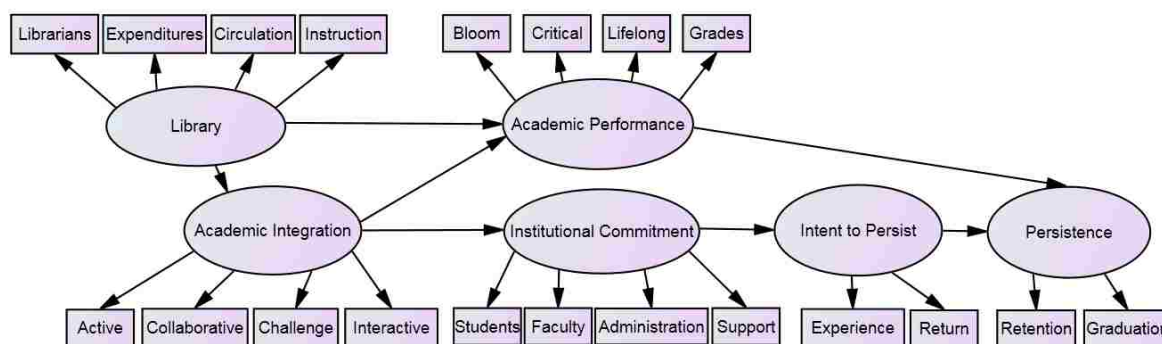 Librarians
Expenditures
Circulation
Instruction
Bloom
Critical
Lifelong
Grades
Library
Academic Performance
Academic Integration
Institutional Commitment
Intent to Persist
Persistence
Active
Collaborative
Challenge
Interactive
Students
Faculty
Administration
Support
Experience
Return
Retention
Graduation